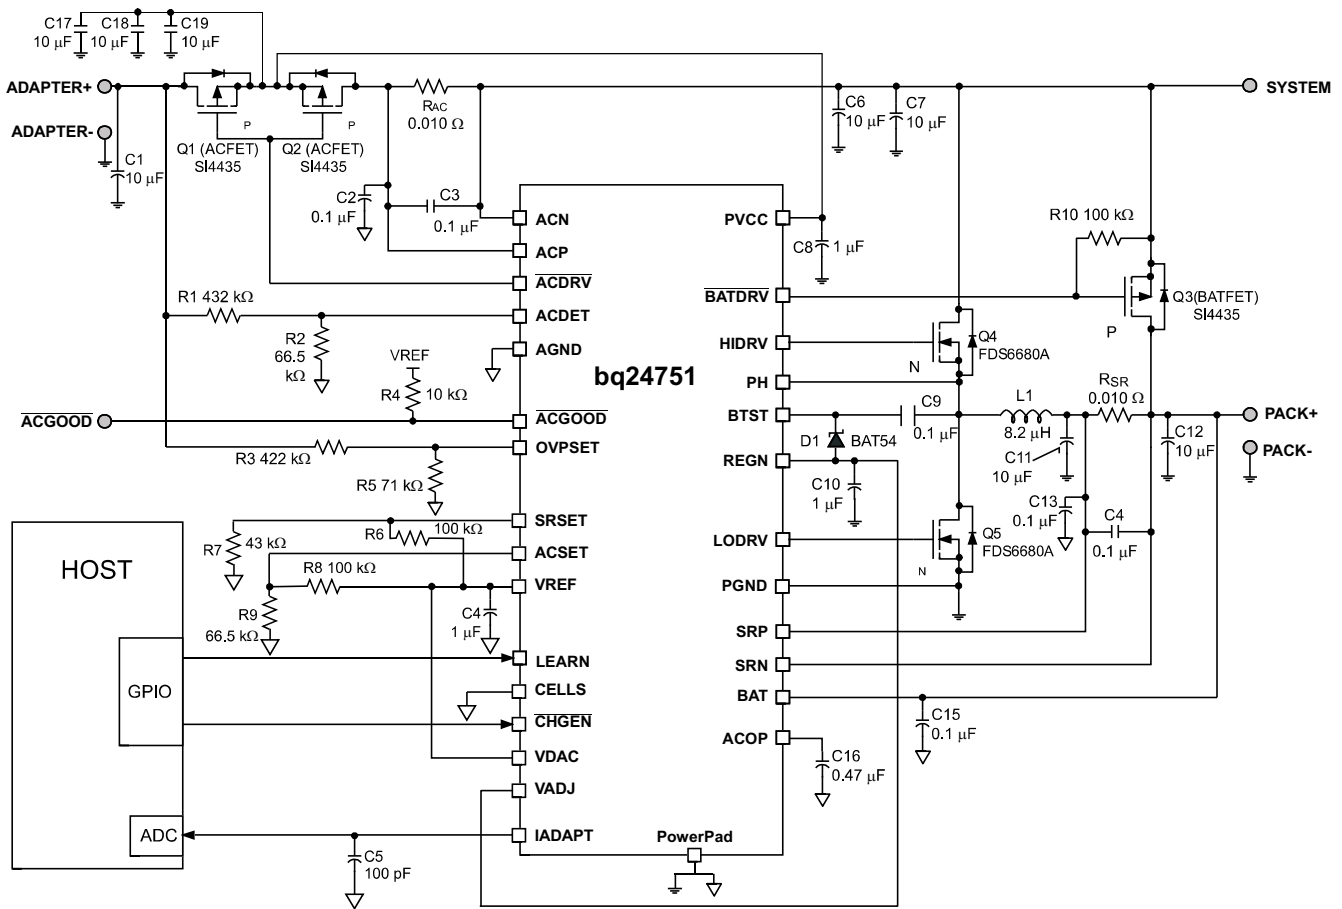 C17 C18 C19
10 µF 10 µF 10 µF
ADAPTER+
ADAPTER-
SYSTEM
RAC
0.010 Ω
C6
10 µF
C7
10 µF
P P
Q1 (ACFET)
SI4435
Q2 (ACFET)
SI4435
C1
10 µF
C2
0.1 µF
C3
0.1 µF
ACN
ACP
ACDRV
ACDET
AGND
ACGOOD
OVPSET
SRSET
ACSET
VREF
LEARN
CELLS
CHGEN
VDAC
VADJ
IADAPT
bq24751
PowerPad
PVCC
BATDRV
HIDRV
PH
BTST
REGN
LODRV
PGND
SRP
SRN
BAT
ACOP
C8 1 µF
R10 100 kΩ
Q3(BATFET)
SI4435
P
R1 432 kΩ
R2
66.5
kΩ
VREF
R4 10 kΩ
ACGOOD
R3 422 kΩ
R5 71 kΩ
Q4
FDS6680A
N
C9
0.1 µF
L1
8.2 µH
RSR
0.010 Ω
PACK+
PACK-
D1 BAT54
C10
1 µF
C11
10 µF
C12
10 µF
C13
0.1 µF
C4
0.1 µF
Q5
FDS6680A
N
R6 100 kΩ
R7 43 kΩ
R8 100 kΩ
R9
66.5 kΩ
C4
1 µF
HOST
GPIO
ADC
C5
100 pF
C15
0.1 µF
C16
0.47 µF